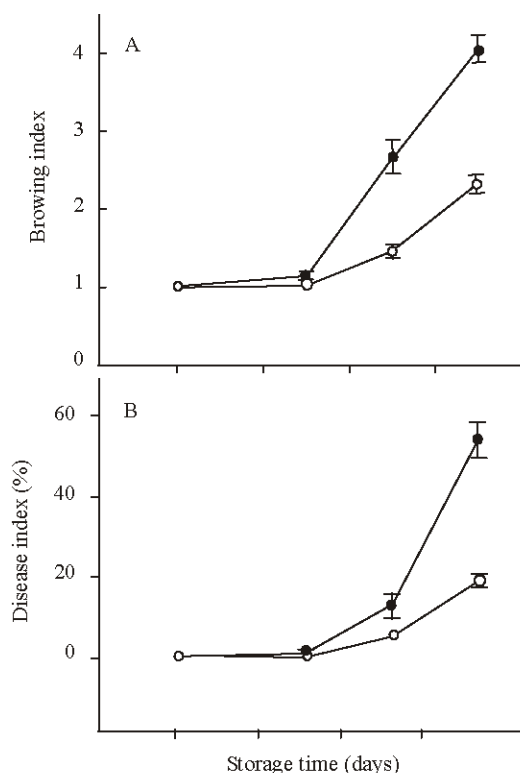 A
4
3
2
1
0
Browing index
B
60
40
20
0
Disease index (%)
Storage time (days)